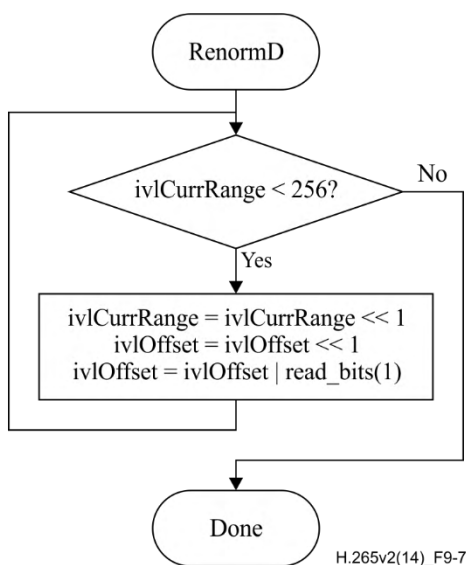 RenormD
ivlCurrRange < 256?
No
Yes
ivlCurrRange = ivlCurrRange << 1
ivlOffset = ivlOffset << 1
ivlOffset = ivlOffset | read_bits(1)
Done
H.265v2(14)_F9-7